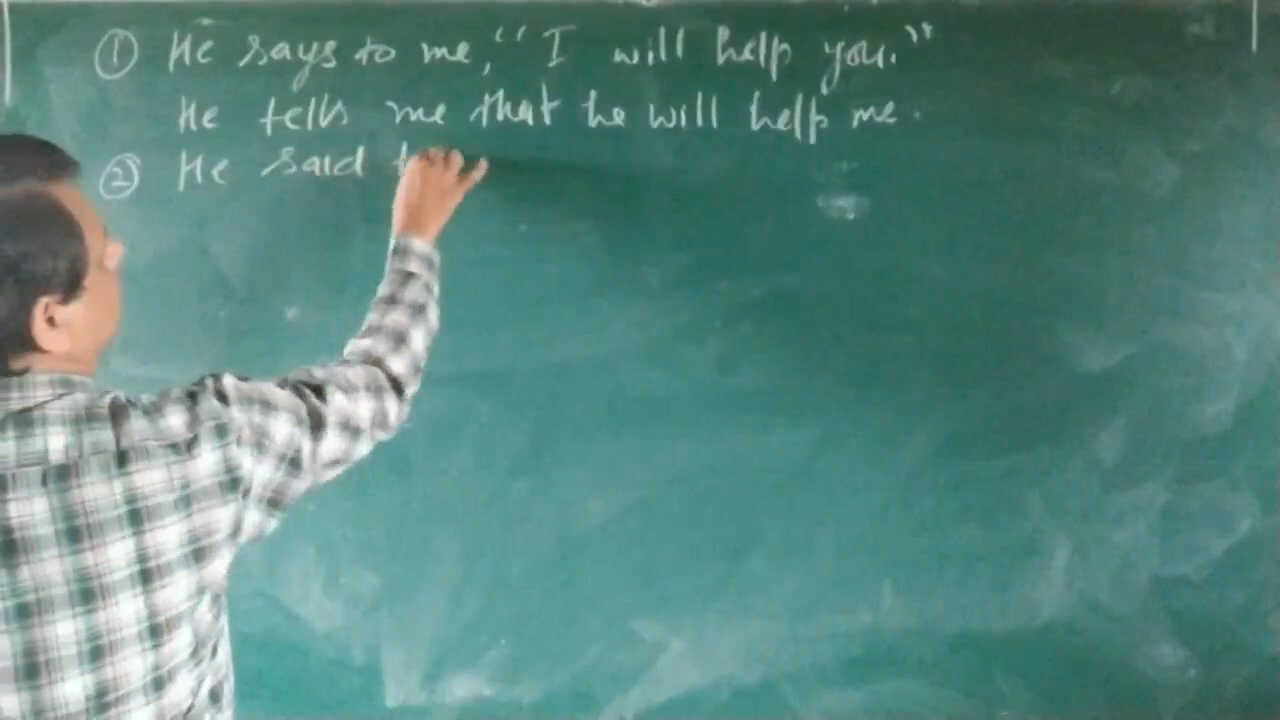 ① He says to me, "I will help you."
He tells me that he will help me.
② He said